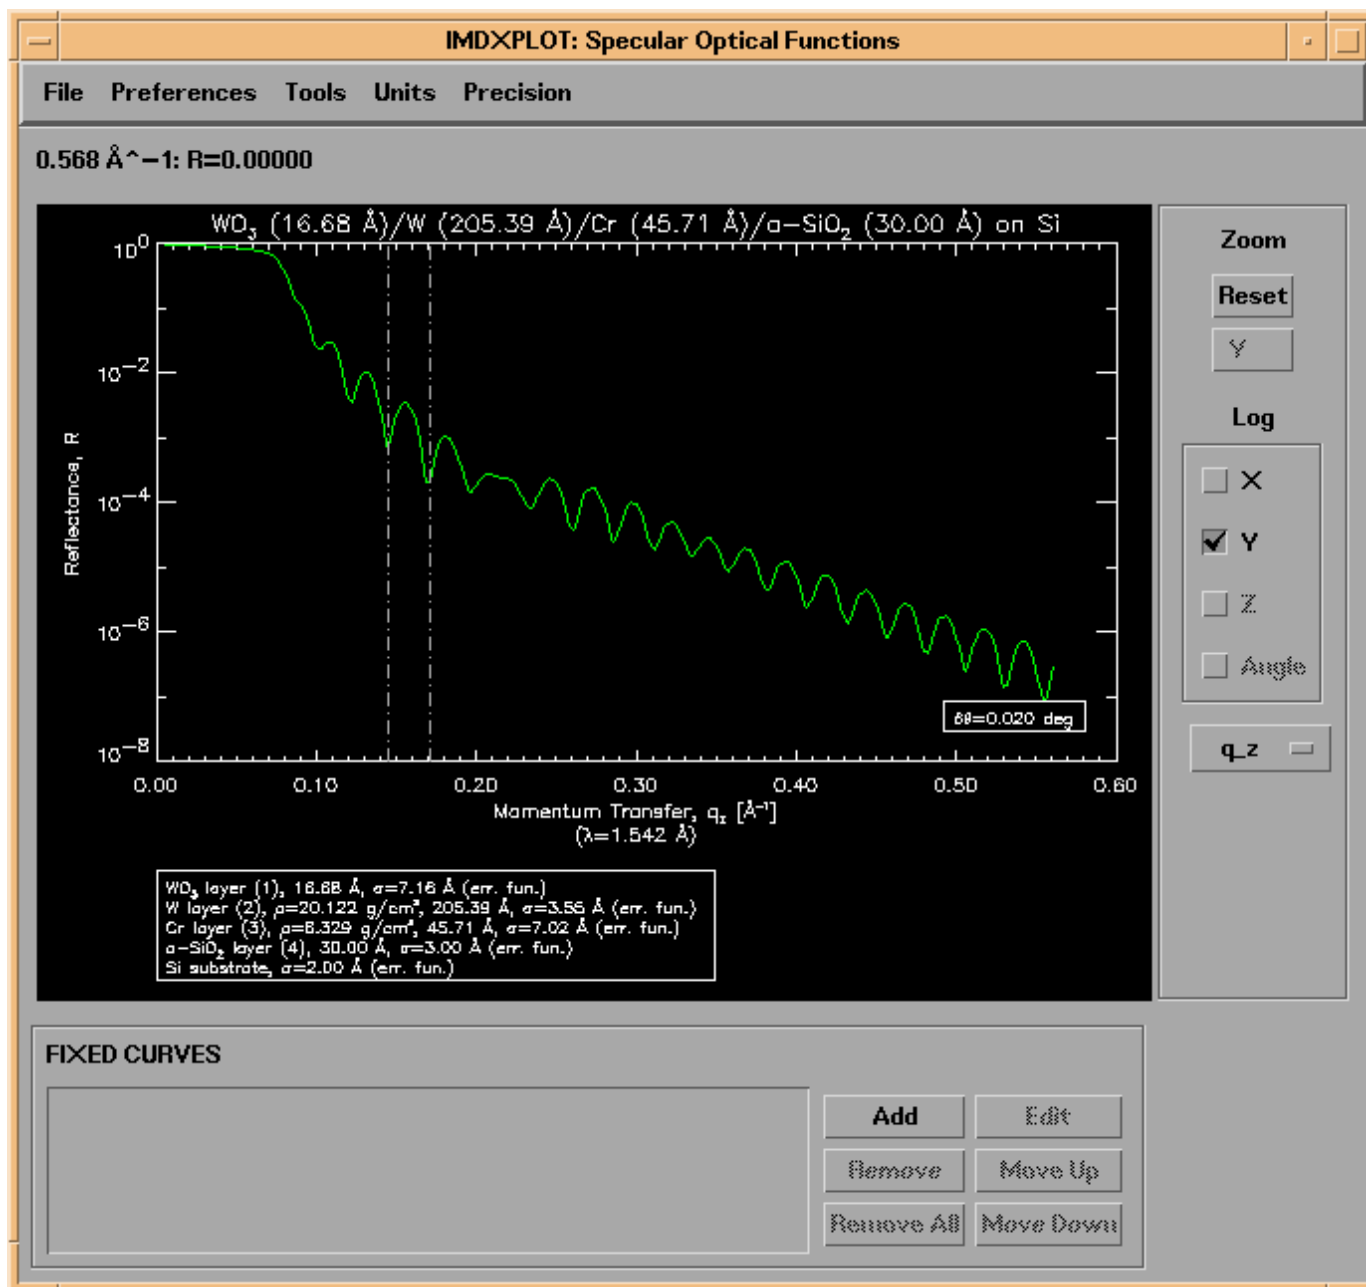 IMDXPLOT: Specular Optical Functions
File Preferences Tools Units Precision
0.568 Å^−1: R=0.00000
WO₃ (16.68 Å)/W (205.39 Å)/Cr (45.71 Å)/a−SiO₂ (30.00 Å) on Si
10⁰
10⁻²
10⁻⁴
10⁻⁶
10⁻⁸
Reflectance, R
0.00 0.10 0.20 0.30 0.40 0.50 0.60
Momentum Transfer, q_z [Å⁻¹]
(λ=1.542 Å)
δθ=0.020 deg
WO₃ layer (1), 16.68 Å, σ=7.16 Å (err. fun.)
W layer (2), ρ=20.122 g/cm³, 205.39 Å, σ=3.55 Å (err. fun.)
Cr layer (3), ρ=8.329 g/cm³, 45.71 Å, σ=7.02 Å (err. fun.)
a−SiO₂ layer (4), 30.00 Å, σ=3.00 Å (err. fun.)
Si substrate, σ=2.00 Å (err. fun.)
Zoom
Reset
Y
Log
X
Y
Z
Angle
q_z
FIXED CURVES
Add Edit
Remove Move Up
Remove All Move Down